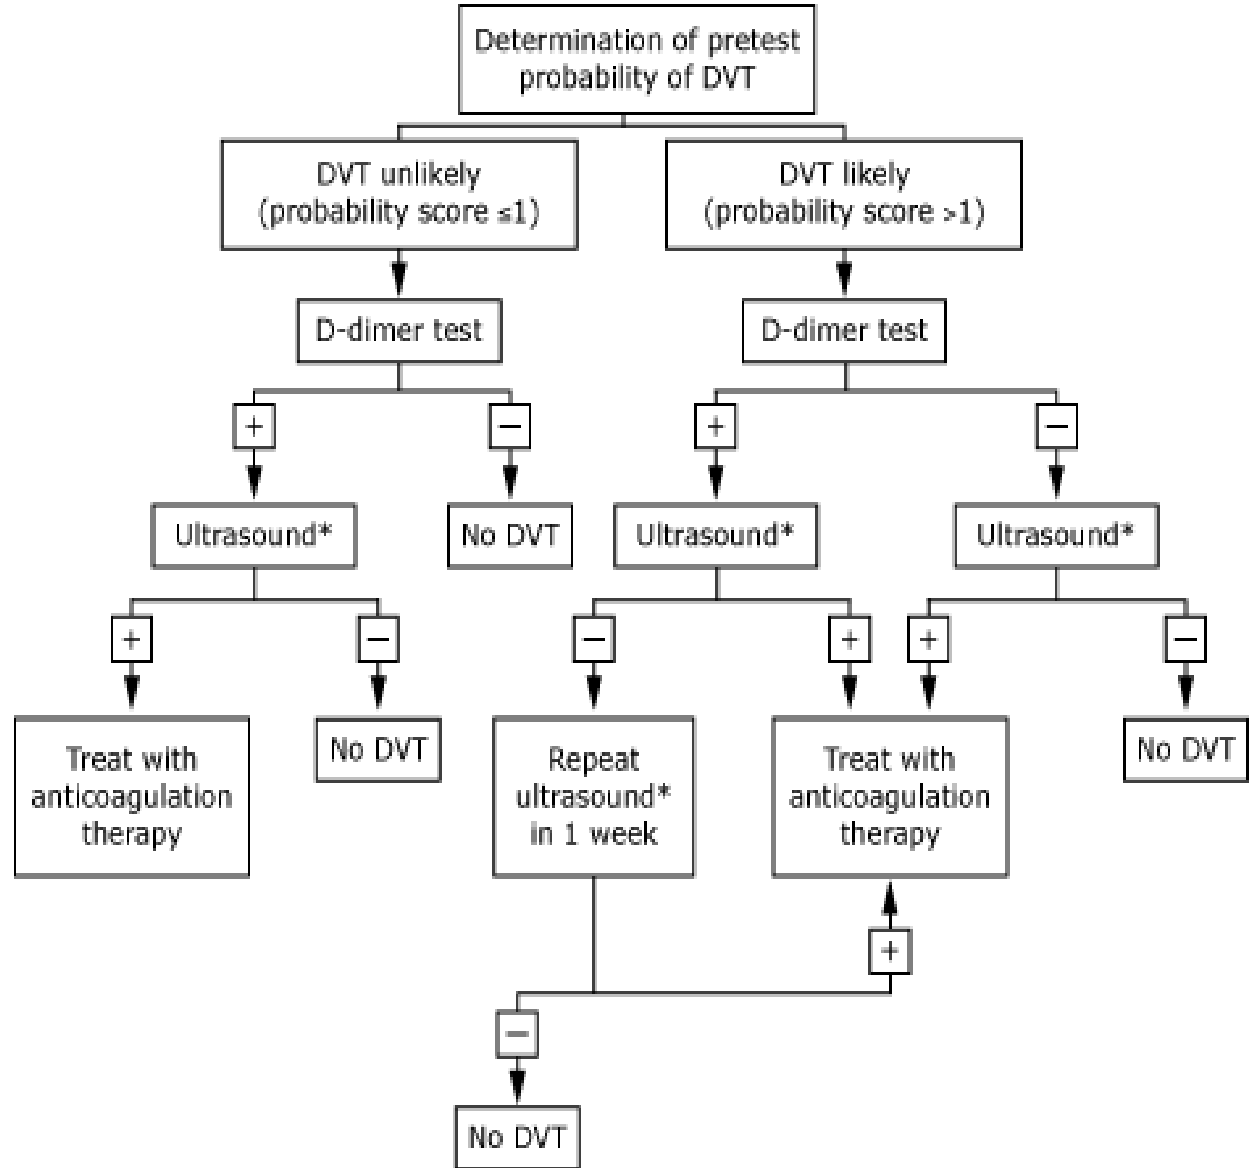 Determination of pretest
probability of DVT
DVT unlikely
(probability score ≤1)
DVT likely
(probability score >1)
D-dimer test
D-dimer test
+
−
+
−
Ultrasound*
No DVT
Ultrasound*
Ultrasound*
+
−
−
+
+
−
Treat with
anticoagulation
therapy
No DVT
Repeat
ultrasound*
in 1 week
Treat with
anticoagulation
therapy
No DVT
+
−
No DVT